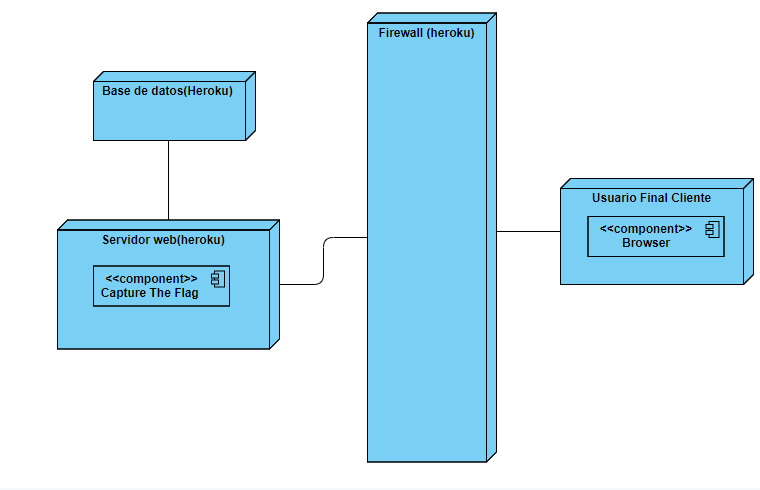 Firewall (heroku)
Base de datos(Heroku)
Usuario Final Cliente
<<component>>
Browser
Servidor web(heroku)
<<component>>
Capture The Flag